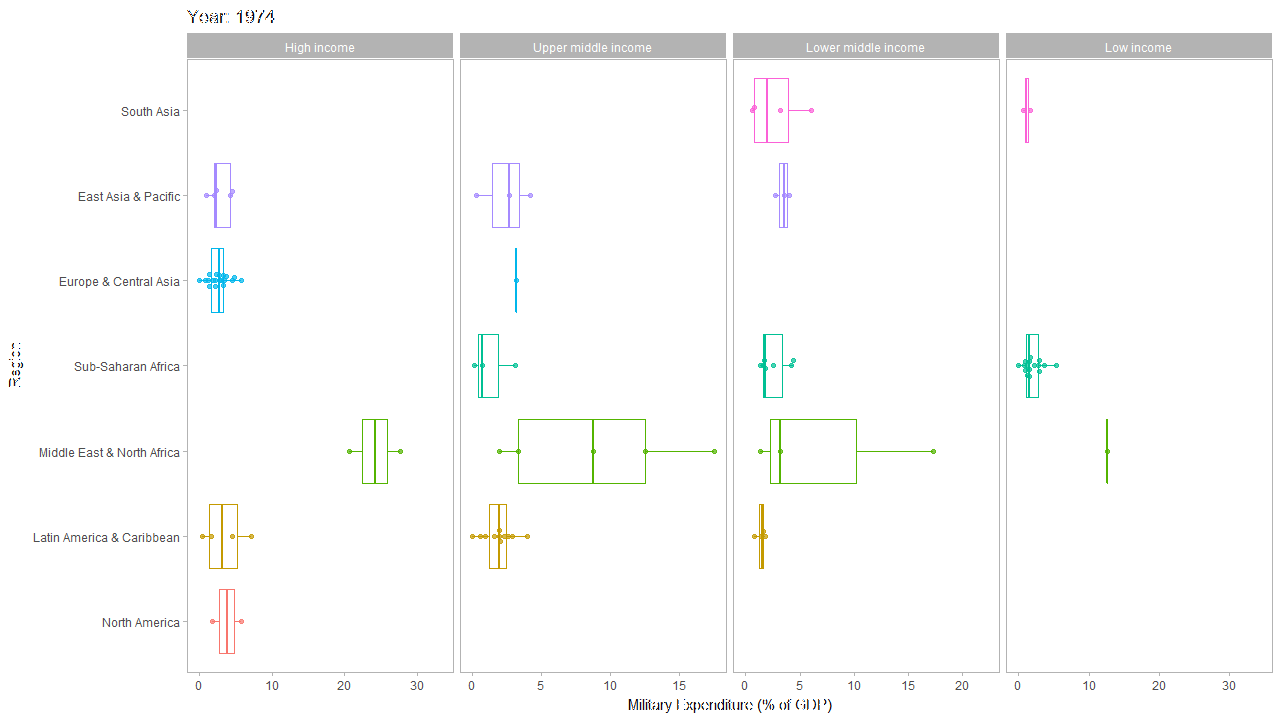 Year: 1974
High income
Upper middle income
Lower middle income
Low income
South Asia
East Asia & Pacific
Europe & Central Asia
Sub-Saharan Africa
Middle East & North Africa
Latin America & Caribbean
North America
Region
0 10 20 30
0 5 10 15
0 5 10 15 20
0 10 20 30
Military Expenditure (% of GDP)